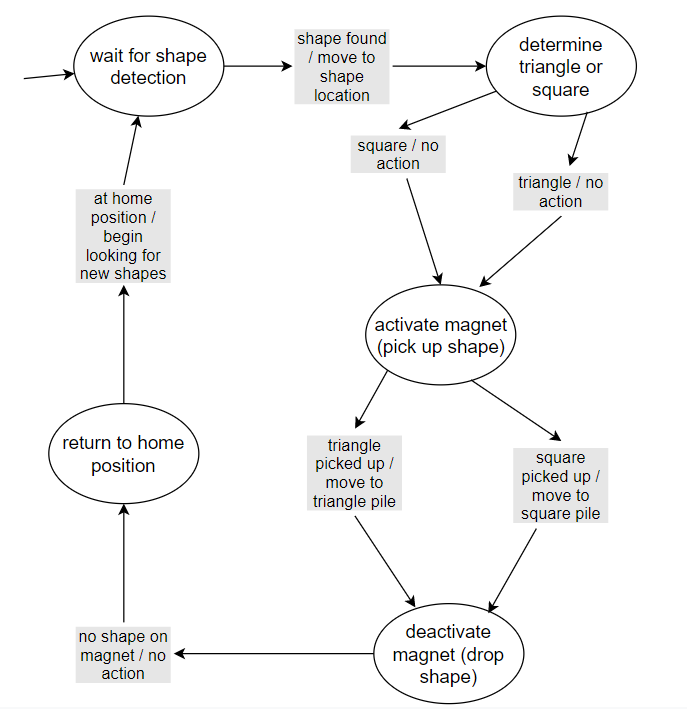 wait for shape
detection
shape found
/ move to
shape
location
determine
triangle or
square
square / no
action
triangle / no
action
at home
position /
begin
looking for
new shapes
activate magnet
(pick up shape)
return to home
position
triangle
picked up /
move to
triangle pile
square
picked up /
move to
square pile
no shape on
magnet / no
action
deactivate
magnet (drop
shape)